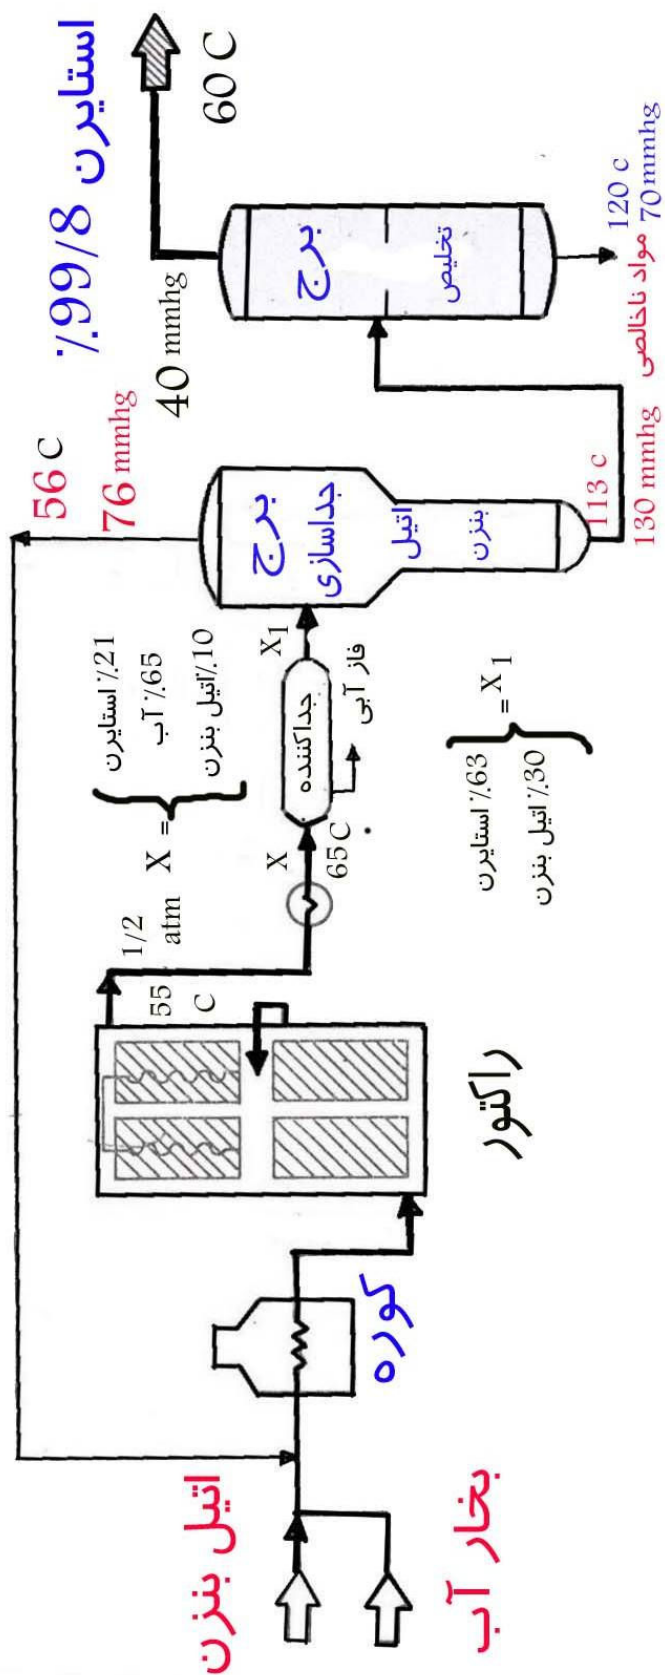 اتیل بنزن
بخار آب
کوره
راکتور
55
C
1/2
atm
X =
21٪ استایرن
65٪ آب
10٪ اتیل بنزن
X
65 C
جداکننده
فاز آبی
X1
= X1
63٪ استایرن
30٪ اتیل بنزن
56 C
76 mmhg
برج
جداسازی
اتیل
بنزن
113 c
130 mmhg
برج
تخلیص
40 mmhg
استایرن 99/8٪
60 C
120 c
70 mmhg
مواد ناخالصی